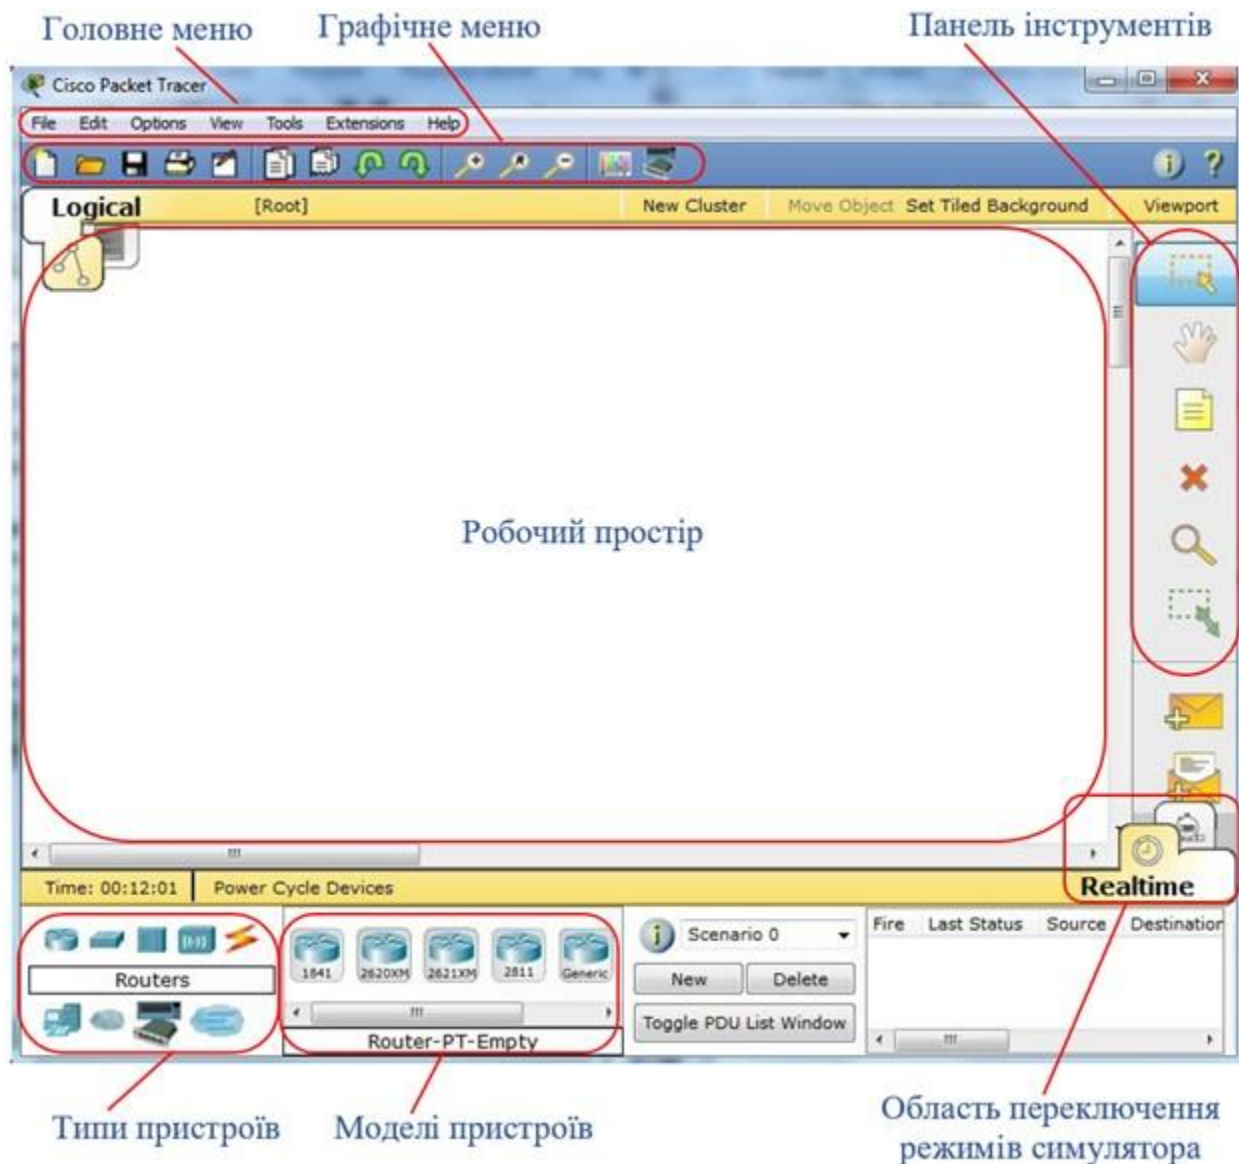 Головне меню
Графічне меню
Панель інструментів
Cisco Packet Tracer
File Edit Options View Tools Extensions Help
Logical [Root] New Cluster Move Object Set Tiled Background Viewport
Робочий простір
Time: 00:12:01 Power Cycle Devices
Realtime
Routers
1841 2620XM 2621XM 2811 Generic
Router-PT-Empty
Scenario 0
New Delete
Toggle PDU List Window
Fire Last Status Source Destination
Типи пристроїв
Моделі пристроїв
Область переключення
режимів симулятора